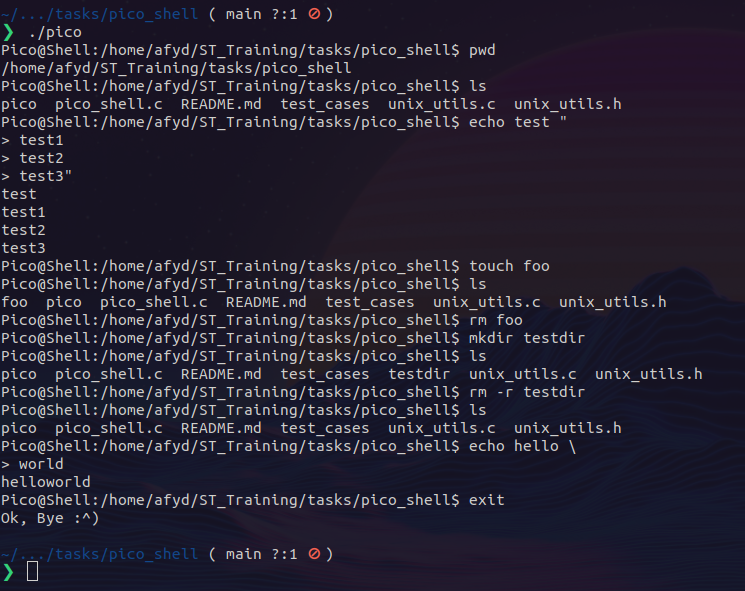 ~/.../tasks/pico_shell ( main ?:1 🚫 )
❯ ./pico
Pico@Shell:/home/afyd/ST_Training/tasks/pico_shell$ pwd
/home/afyd/ST_Training/tasks/pico_shell
Pico@Shell:/home/afyd/ST_Training/tasks/pico_shell$ ls
pico  pico_shell.c  README.md  test_cases  unix_utils.c  unix_utils.h
Pico@Shell:/home/afyd/ST_Training/tasks/pico_shell$ echo test "
> test1
> test2
> test3"
test
test1
test2
test3
Pico@Shell:/home/afyd/ST_Training/tasks/pico_shell$ touch foo
Pico@Shell:/home/afyd/ST_Training/tasks/pico_shell$ ls
foo  pico  pico_shell.c  README.md  test_cases  unix_utils.c  unix_utils.h
Pico@Shell:/home/afyd/ST_Training/tasks/pico_shell$ rm foo
Pico@Shell:/home/afyd/ST_Training/tasks/pico_shell$ mkdir testdir
Pico@Shell:/home/afyd/ST_Training/tasks/pico_shell$ ls
pico  pico_shell.c  README.md  test_cases  testdir  unix_utils.c  unix_utils.h
Pico@Shell:/home/afyd/ST_Training/tasks/pico_shell$ rm -r testdir
Pico@Shell:/home/afyd/ST_Training/tasks/pico_shell$ ls
pico  pico_shell.c  README.md  test_cases  unix_utils.c  unix_utils.h
Pico@Shell:/home/afyd/ST_Training/tasks/pico_shell$ echo hello \
> world
helloworld
Pico@Shell:/home/afyd/ST_Training/tasks/pico_shell$ exit
Ok, Bye :^)
~/.../tasks/pico_shell ( main ?:1 🚫 )
❯